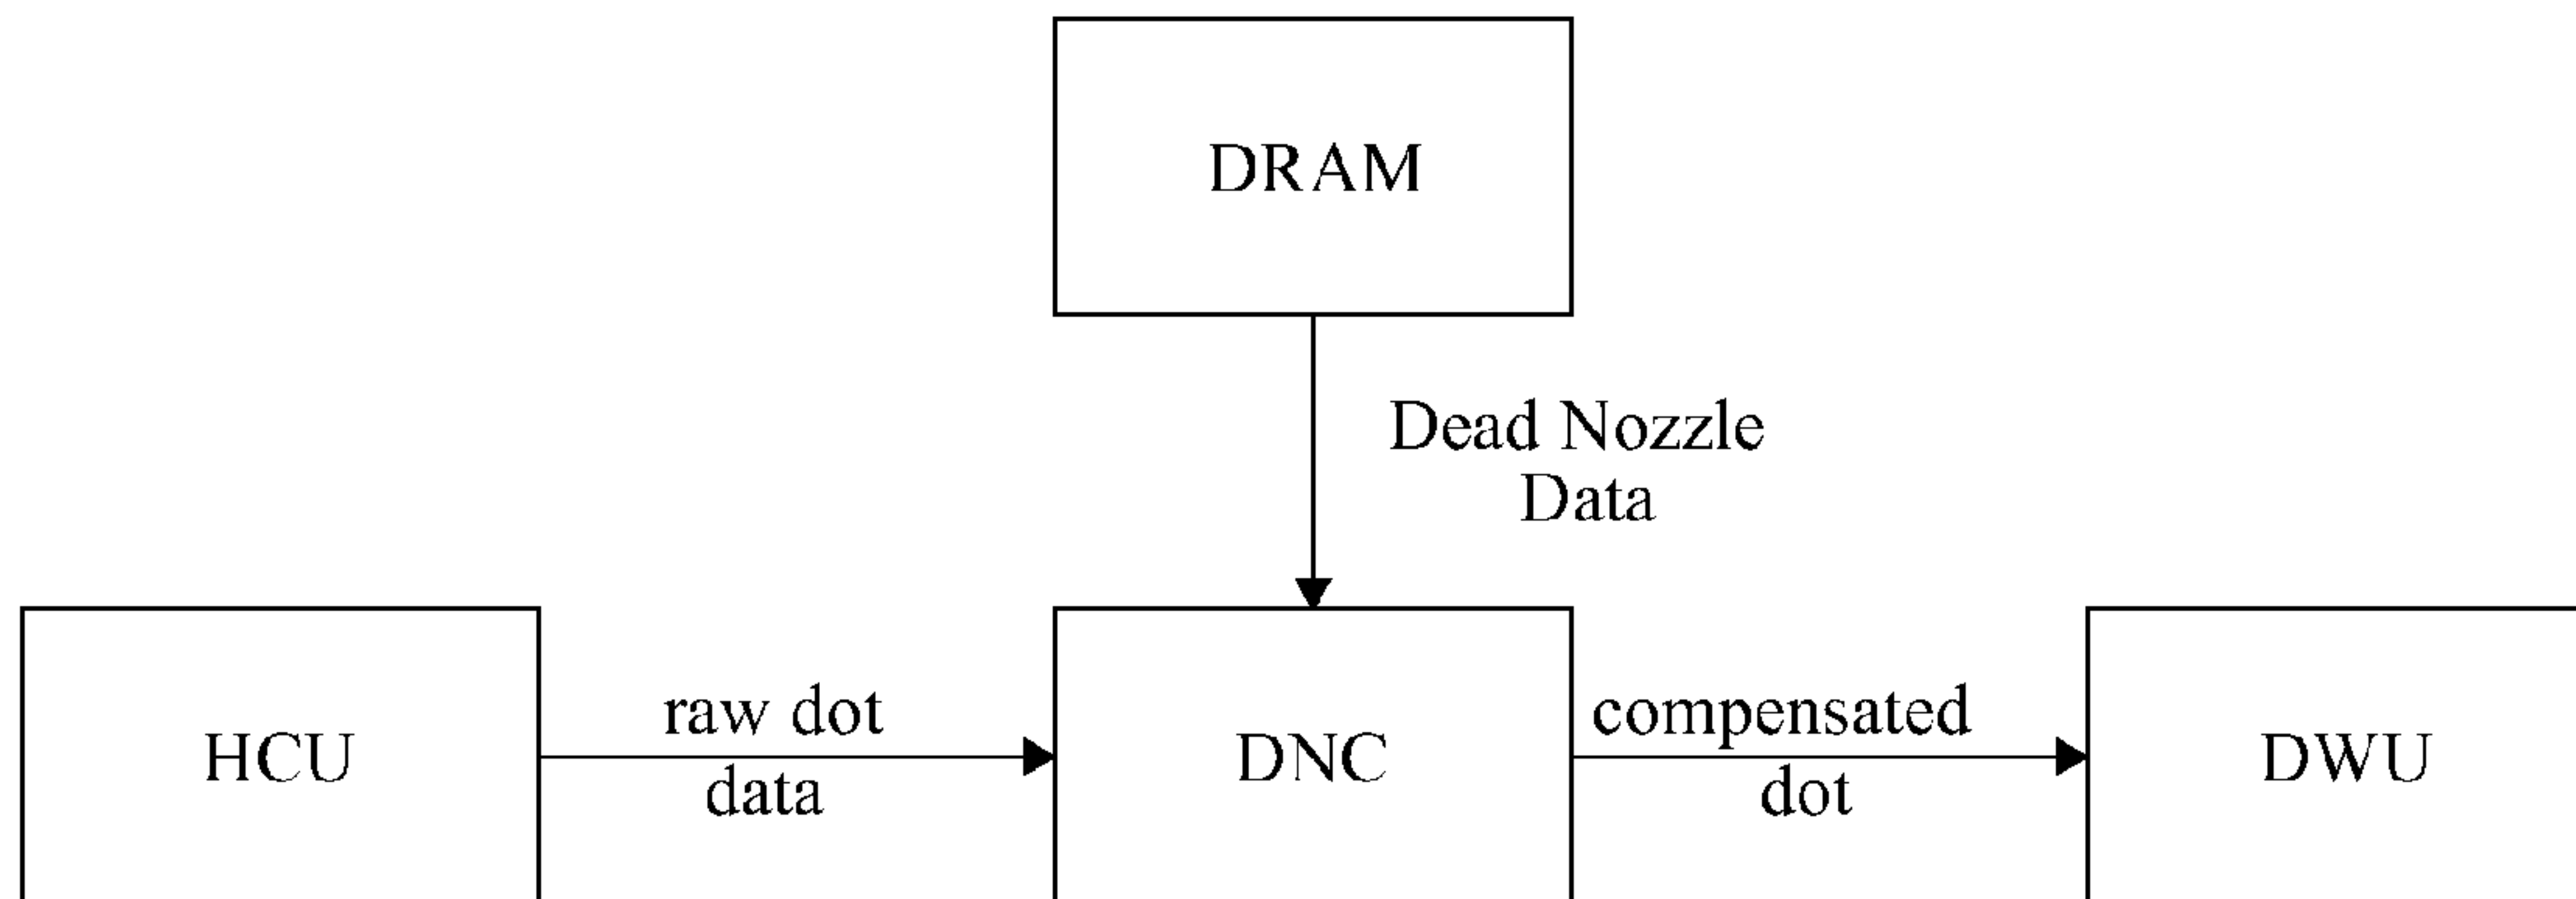 DRAM
Dead Nozzle
Data
HCU
raw dot
data
DNC
compensated
dot
DWU